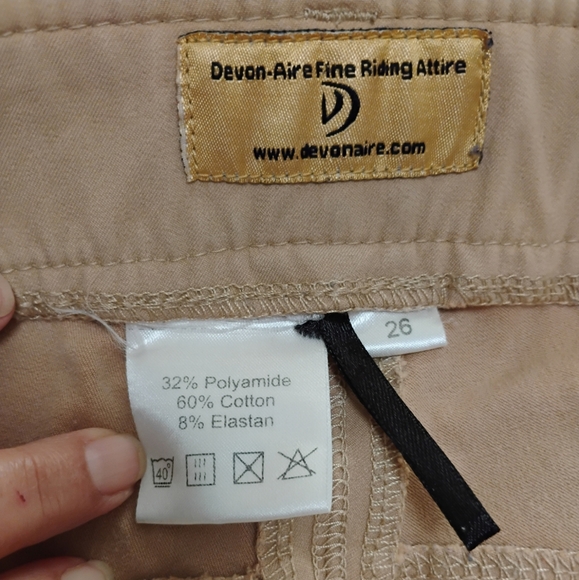 Devon-Aire Fine Riding Attire
www.devonaire.com
26
32% Polyamide
60% Cotton
8% Elastan
40°